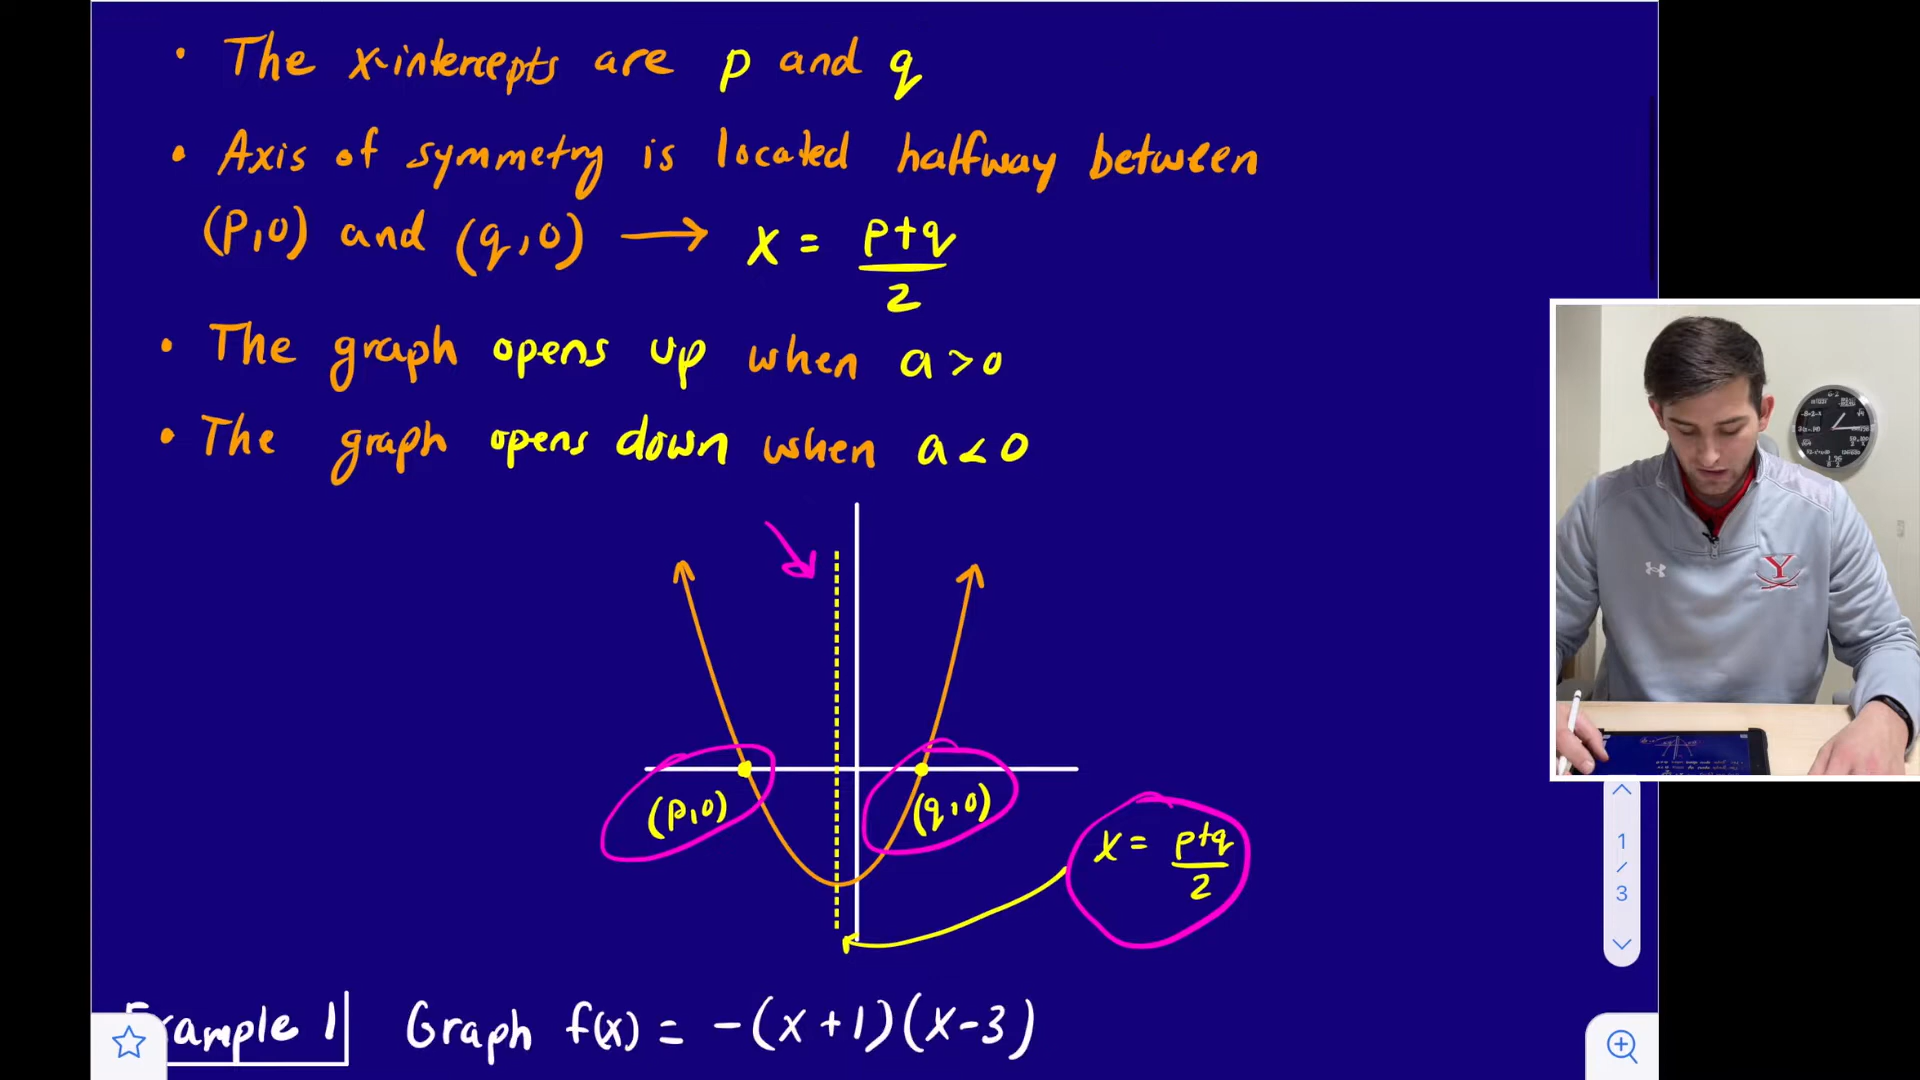 • The x-intercepts are p and q
• Axis of symmetry is located halfway between
(p,0) and (q,0) → x = p+q/2
• The graph opens up when a>0
• The graph opens down when a<0
(p,0)
(q,0)
x = p+q/2
Example 1 Graph f(x) = -(x+1)(x-3)
Y
1
/
3